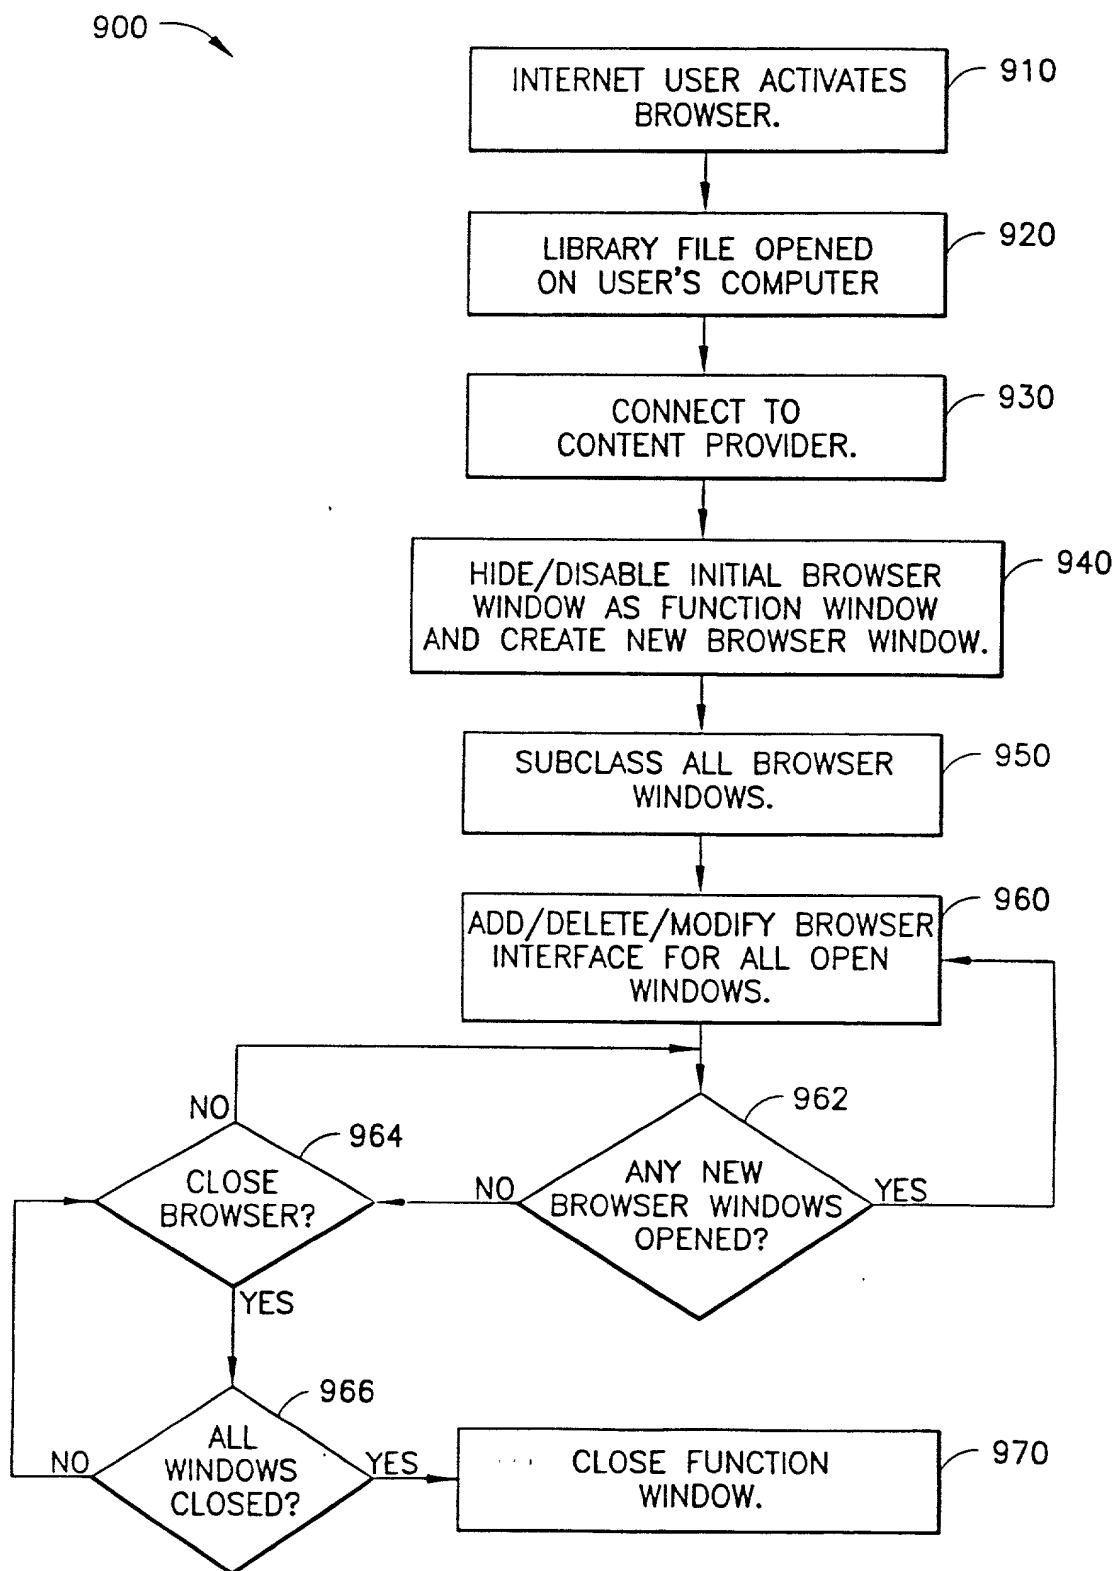 900
INTERNET USER ACTIVATES
BROWSER.
910
LIBRARY FILE OPENED
ON USER'S COMPUTER
920
CONNECT TO
CONTENT PROVIDER.
930
HIDE/DISABLE INITIAL BROWSER
WINDOW AS FUNCTION WINDOW
AND CREATE NEW BROWSER WINDOW.
940
SUBCLASS ALL BROWSER
WINDOWS.
950
ADD/DELETE/MODIFY BROWSER
INTERFACE FOR ALL OPEN
WINDOWS.
960
ANY NEW
BROWSER WINDOWS
OPENED?
962
YES
NO
CLOSE
BROWSER?
964
NO
YES
ALL
WINDOWS
CLOSED?
966
NO
YES
CLOSE FUNCTION
WINDOW.
970